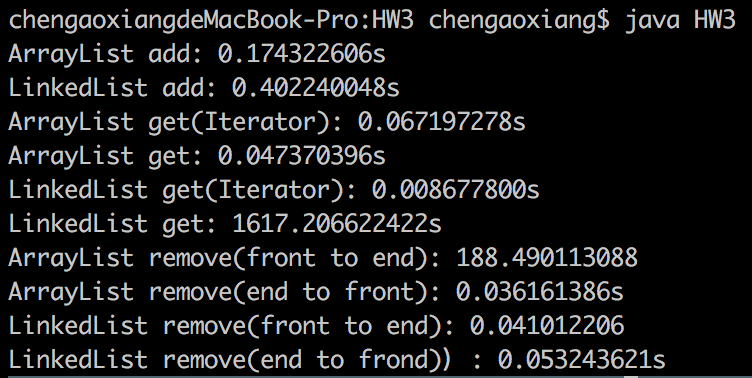 chengaoxiangdeMacBook-Pro:HW3 chengaoxiang$ java HW3
ArrayList add: 0.174322606s
LinkedList add: 0.402240048s
ArrayList get(Iterator): 0.067197278s
ArrayList get: 0.047370396s
LinkedList get(Iterator): 0.008677800s
LinkedList get: 1617.206622422s
ArrayList remove(front to end): 188.490113088
ArrayList remove(end to front): 0.036161386s
LinkedList remove(front to end): 0.041012206
LinkedList remove(end to frond)) : 0.053243621s